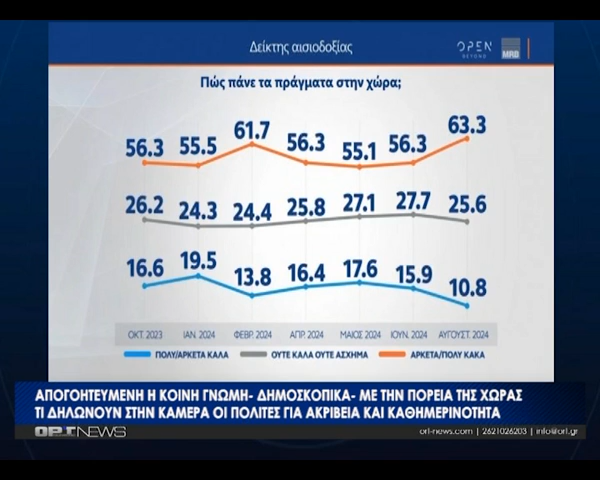 Δείκτης αισιοδοξίας
OPEN
BEYOND
MRB
Πώς πάνε τα πράγματα στην χώρα;
56.3 55.5 61.7 56.3 55.1 56.3 63.3
26.2 24.3 24.4 25.8 27.1 27.7 25.6
16.6 19.5 13.8 16.4 17.6 15.9 10.8
ΟΚΤ. 2023 ΙΑΝ. 2024 ΦΕΒΡ. 2024 ΑΠΡ. 2024 ΜΑΙΟΣ 2024 ΙΟΥΝ. 2024 ΑΥΓΟΥΣΤ. 2024
ΠΟΛΥ/ΑΡΚΕΤΑ ΚΑΛΑ ΟΥΤΕ ΚΑΛΑ ΟΥΤΕ ΑΣΧΗΜΑ ΑΡΚΕΤΑ/ΠΟΛΥ ΚΑΚΑ
ΑΠΟΓΟΗΤΕΥΜΕΝΗ Η ΚΟΙΝΗ ΓΝΩΜΗ- ΔΗΜΟΣΚΟΠΙΚΑ- ΜΕ ΤΗΝ ΠΟΡΕΙΑ ΤΗΣ ΧΩΡΑΣ
ΤΙ ΔΗΛΩΝΟΥΝ ΣΤΗΝ ΚΑΜΕΡΑ ΟΙ ΠΟΛΙΤΕΣ ΓΙΑ ΑΚΡΙΒΕΙΑ ΚΑΙ ΚΑΘΗΜΕΡΙΝΟΤΗΤΑ
ORT NEWS ort-news.com | 2621026203 | info@ort.gr